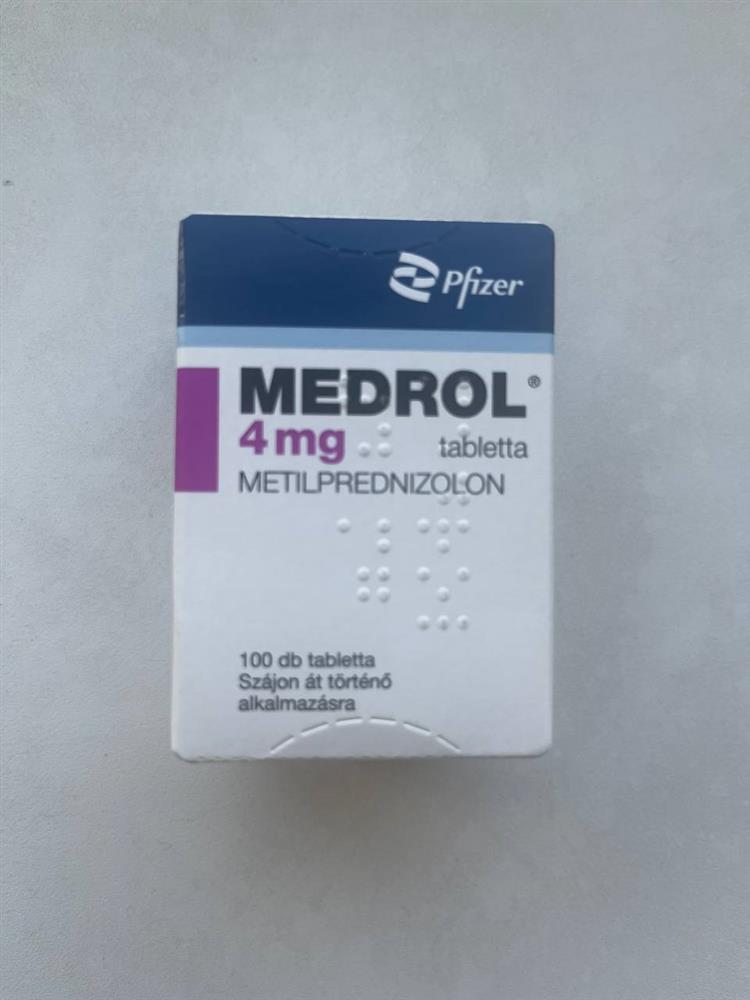 Pfizer
MEDROL®
4 mg tabletta
METILPREDNIZOLON
100 db tabletta
Szájon át történő
alkalmazásra